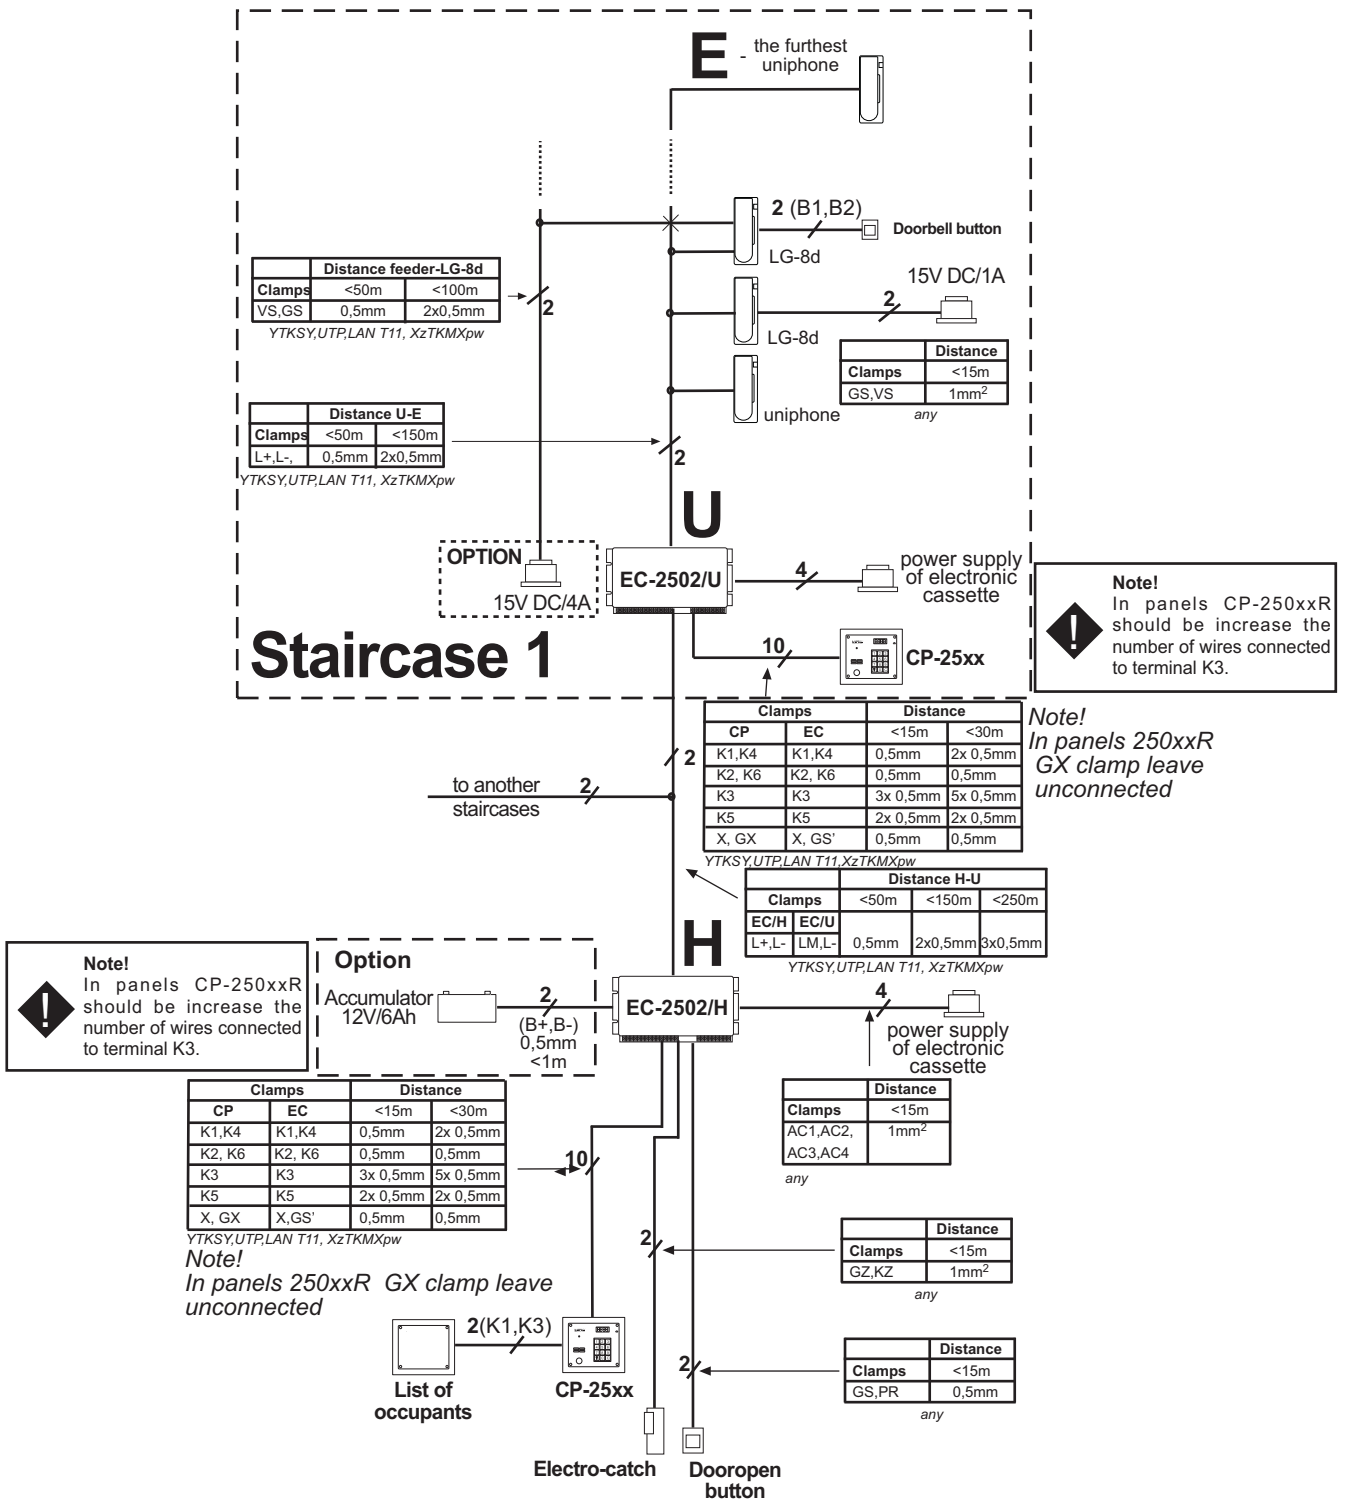 E - the furthest
uniphone
2 (B1,B2)
Doorbell button
LG-8d
Distance feeder-LG-8d
Clamps <50m <100m
VS,GS 0,5mm 2x0,5mm
YTKSY,UTP,LAN T11, XzTKMXpw
2
15V DC/1A
2
LG-8d
Distance
Clamps <15m
GS,VS 1mm2
any
uniphone
Distance U-E
Clamps <50m <150m
L+,L-, 0,5mm 2x0,5mm
YTKSY,UTP,LAN T11, XzTKMXpw
2
U
OPTION
15V DC/4A
EC-2502/U
4
power supply
of electronic
cassette
Note!
In panels CP-250xxR
should be increase the
number of wires connected
to terminal K3.
Staircase 1
10
CP-25xx
Clamps Distance
CP EC <15m <30m
K1,K4 K1,K4 0,5mm 2x 0,5mm
K2, K6 K2, K6 0,5mm 0,5mm
K3 K3 3x 0,5mm 5x 0,5mm
K5 K5 2x 0,5mm 2x 0,5mm
X, GX X, GS' 0,5mm 0,5mm
YTKSY,UTP,LAN T11,XzTKMXpw
Note!
In panels 250xxR
GX clamp leave
unconnected
2
to another
staircases
2
Distance H-U
Clamps <50m <150m <250m
EC/H EC/U
L+,L- LM,L- 0,5mm 2x0,5mm 3x0,5mm
YTKSY,UTP,LAN T11, XzTKMXpw
H
Note!
In panels CP-250xxR
should be increase the
number of wires connected
to terminal K3.
Option
Accumulator
12V/6Ah
2
(B+,B-)
0,5mm
<1m
EC-2502/H
4
power supply
of electronic
cassette
Distance
Clamps <15m
AC1,AC2, 1mm2
AC3,AC4
any
Clamps Distance
CP EC <15m <30m
K1,K4 K1,K4 0,5mm 2x 0,5mm
K2, K6 K2, K6 0,5mm 0,5mm
K3 K3 3x 0,5mm 5x 0,5mm
K5 K5 2x 0,5mm 2x 0,5mm
X, GX X,GS' 0,5mm 0,5mm
YTKSY,UTP,LAN T11, XzTKMXpw
Note!
In panels 250xxR GX clamp leave
unconnected
10
2
Distance
Clamps <15m
GZ,KZ 1mm2
any
2(K1,K3)
List of
occupants
CP-25xx
2
Distance
Clamps <15m
GS,PR 0,5mm
any
Electro-catch
Dooropen
button